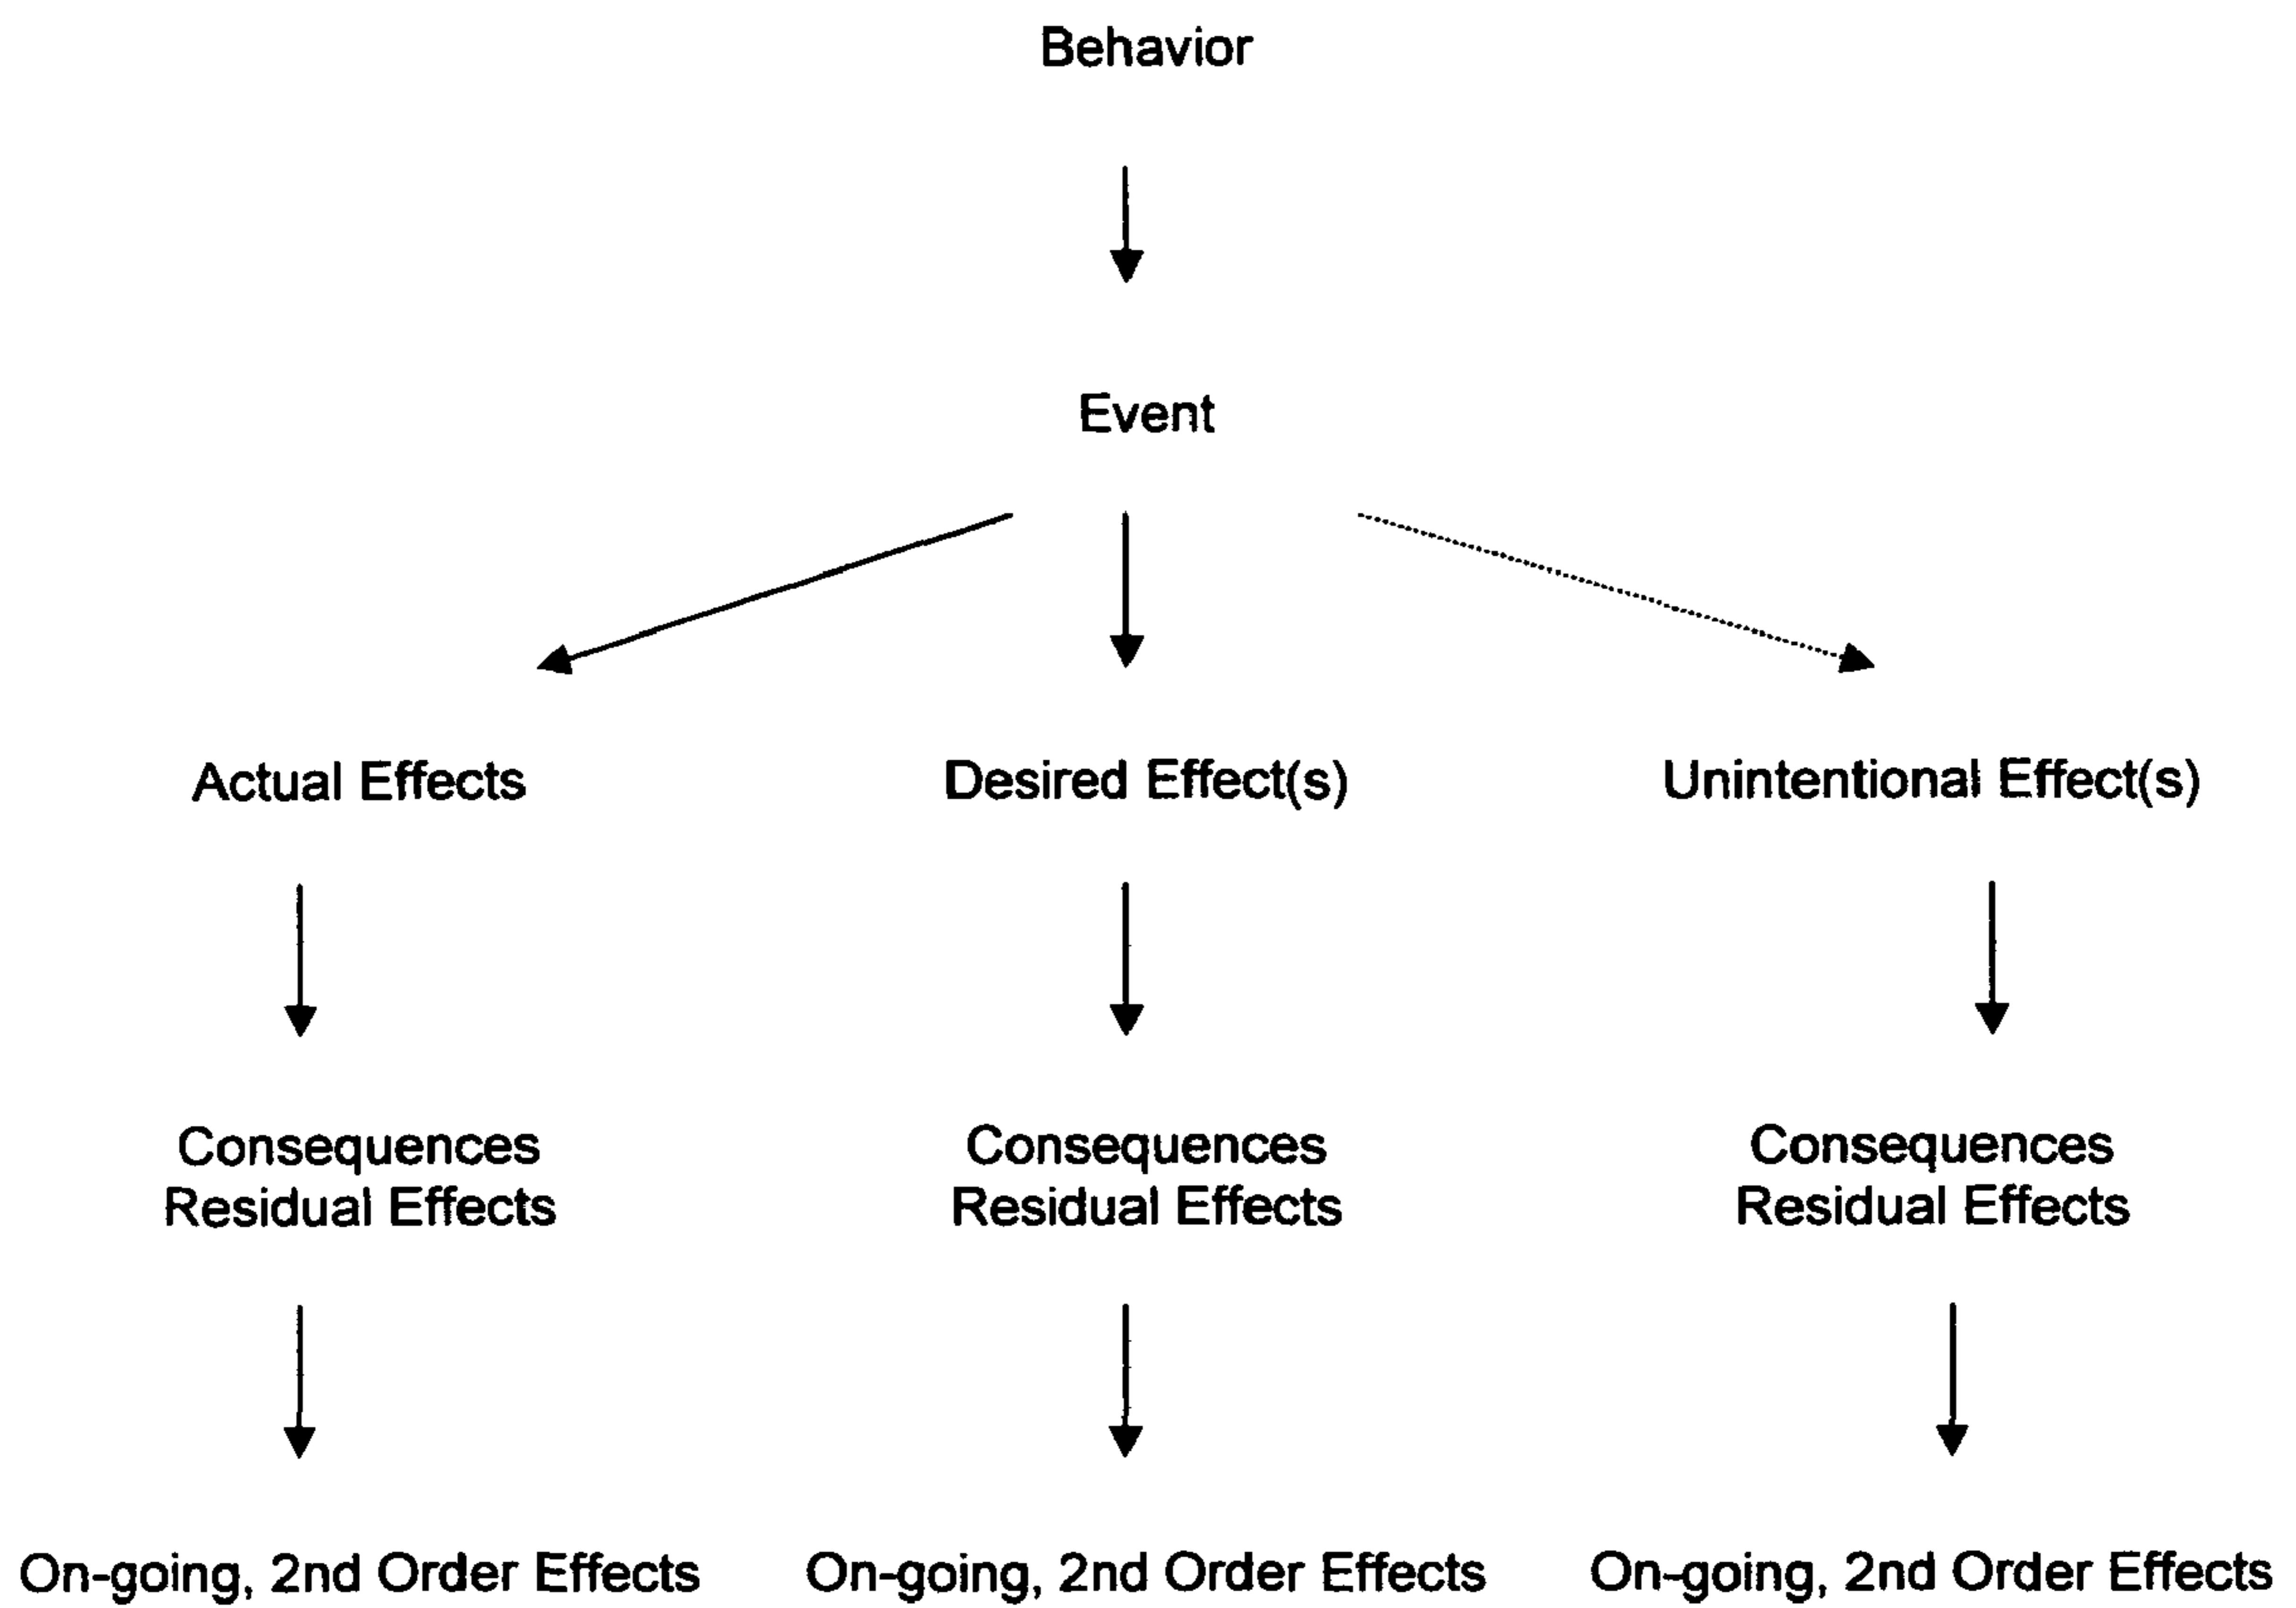 Behavior
Event
Actual Effects
Desired Effect(s)
Unintentional Effect(s)
Consequences
Residual Effects
Consequences
Residual Effects
Consequences
Residual Effects
On-going, 2nd Order Effects
On-going, 2nd Order Effects
On-going, 2nd Order Effects